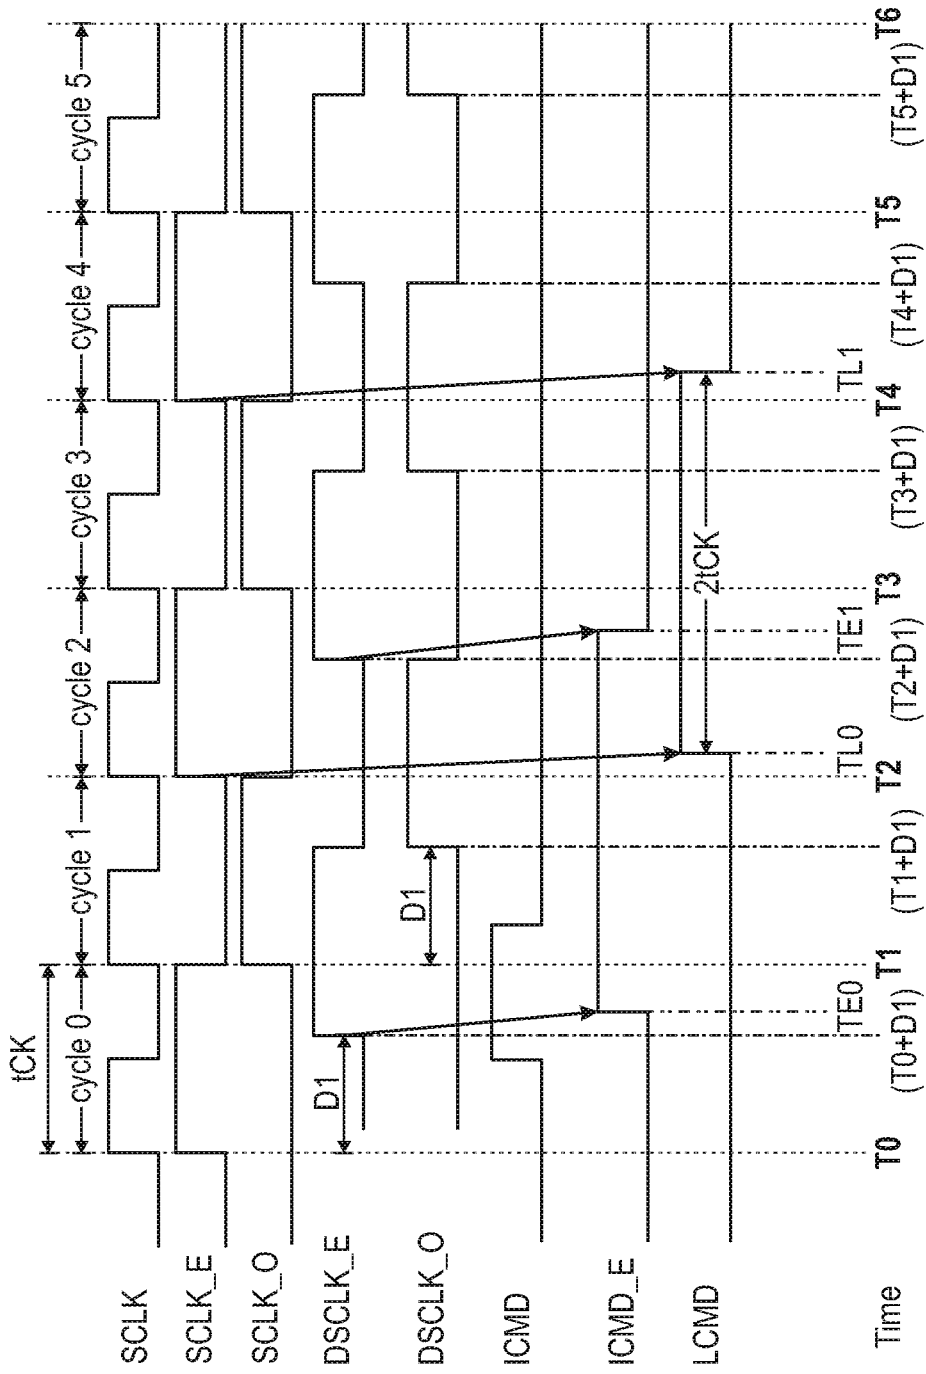 tCK
cycle 0 cycle 1 cycle 2 cycle 3 cycle 4 cycle 5
SCLK
SCLK_E
SCLK_O
DSCLK_E D1
DSCLK_O D1
ICMD
ICMD_E
LCMD 2tCK
TE0 TL0 TE1 TL1
Time T0 T1 T2 T3 T4 T5 T6
(T0+D1) (T1+D1) (T2+D1) (T3+D1) (T4+D1) (T5+D1)